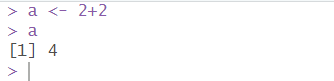 > a <- 2+2
> a
[1] 4
>